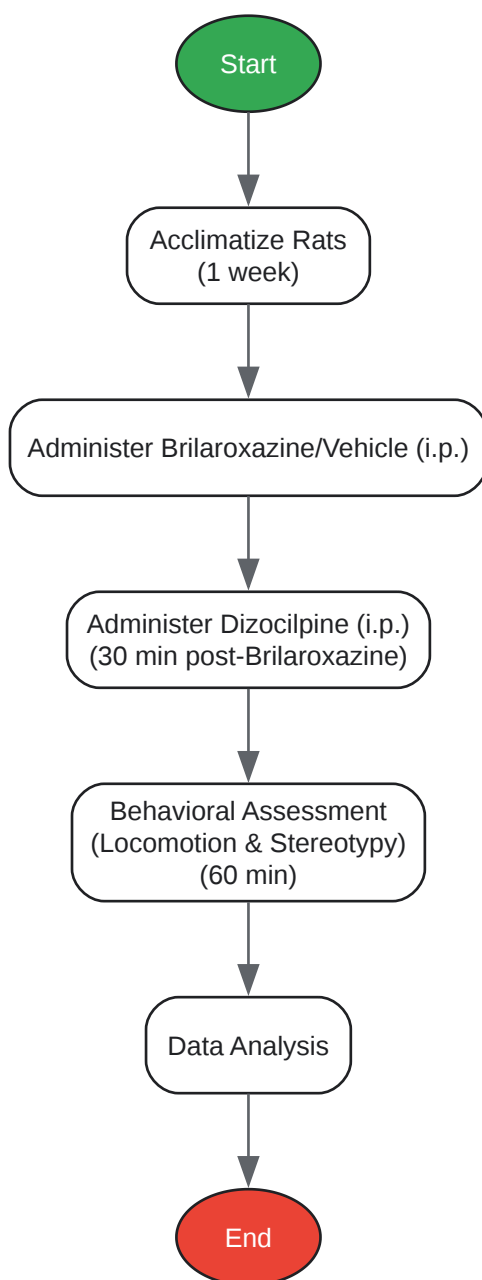 Start
Acclimatize Rats
(1 week)
Administer Brilaroxazine/Vehicle (i.p.)
Administer Dizocilpine (i.p.)
(30 min post-Brilaroxazine)
Behavioral Assessment
(Locomotion & Stereotypy)
(60 min)
Data Analysis
End